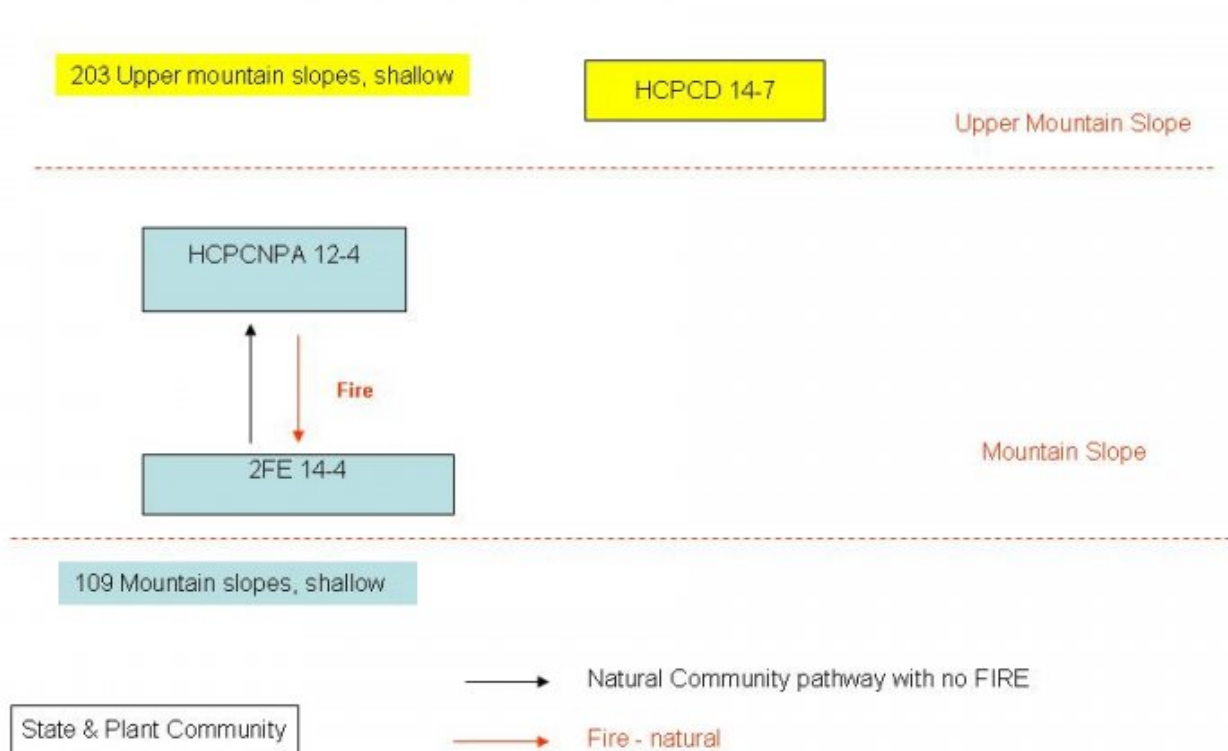 203 Upper mountain slopes, shallow
HCPCD 14-7
Upper Mountain Slope
HCPCNPA 12-4
Fire
2FE 14-4
Mountain Slope
109 Mountain slopes, shallow
Natural Community pathway with no FIRE
State & Plant Community
Fire - natural